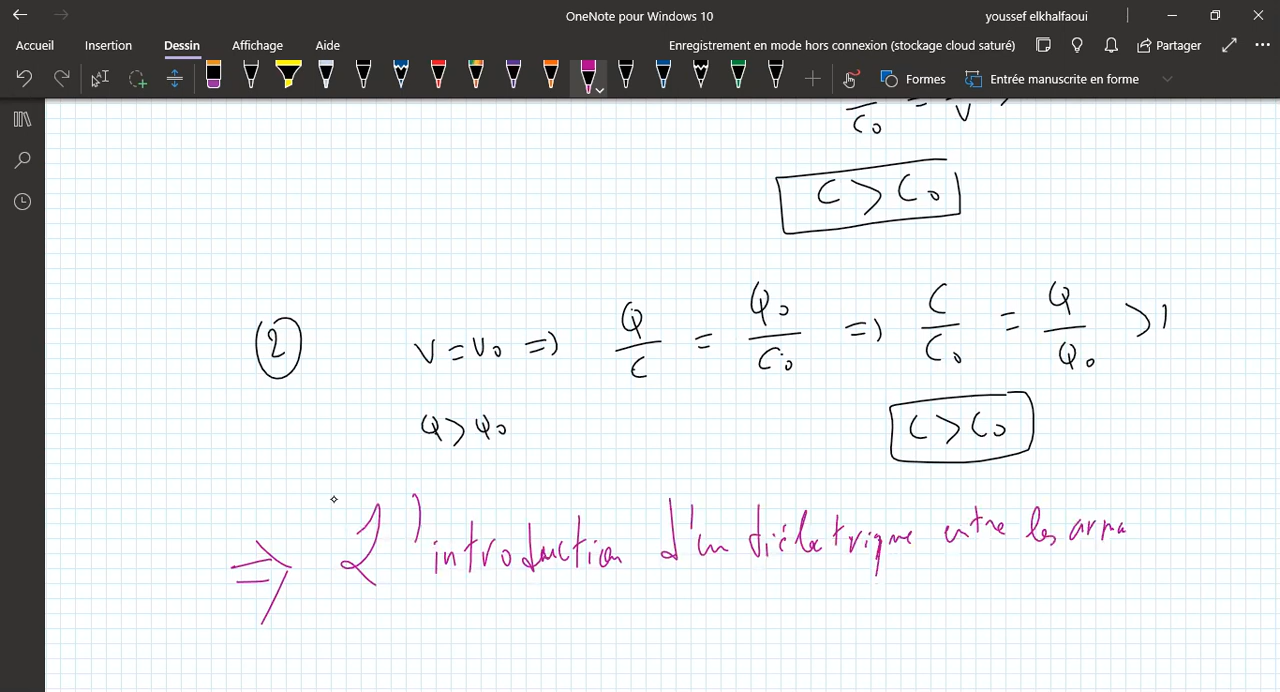 OneNote pour Windows 10
youssef elkhalfaoui
Accueil Insertion Dessin Affichage Aide
Enregistrement en mode hors connexion (stockage cloud saturé) Partager
Formes Entrée manuscrite en forme
/C₀ = /V
C > C₀
② V = V₀ => Q/C = Q₀/C₀ => C/C₀ = Q/Q₀ > 1
Q > Q₀
C > C₀
=> L'introduction d'un diélectrique entre les arma